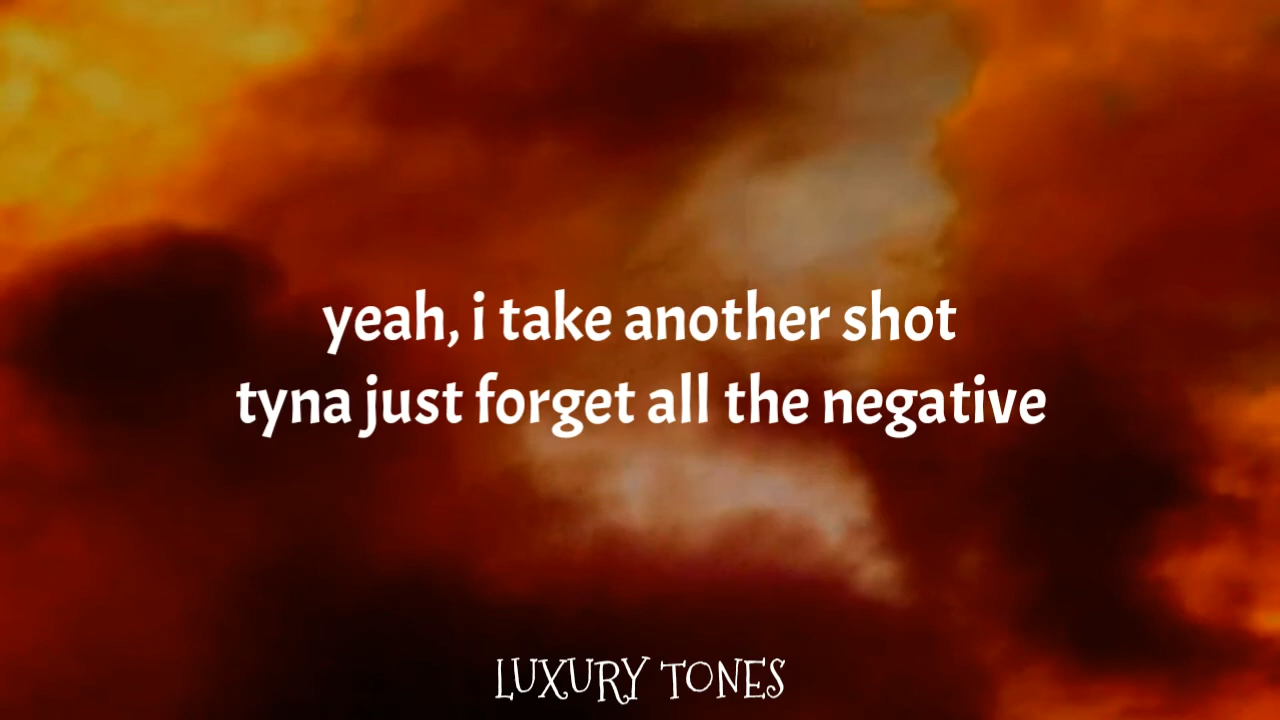 yeah, i take another shot
tyna just forget all the negative
LUXURY TONES